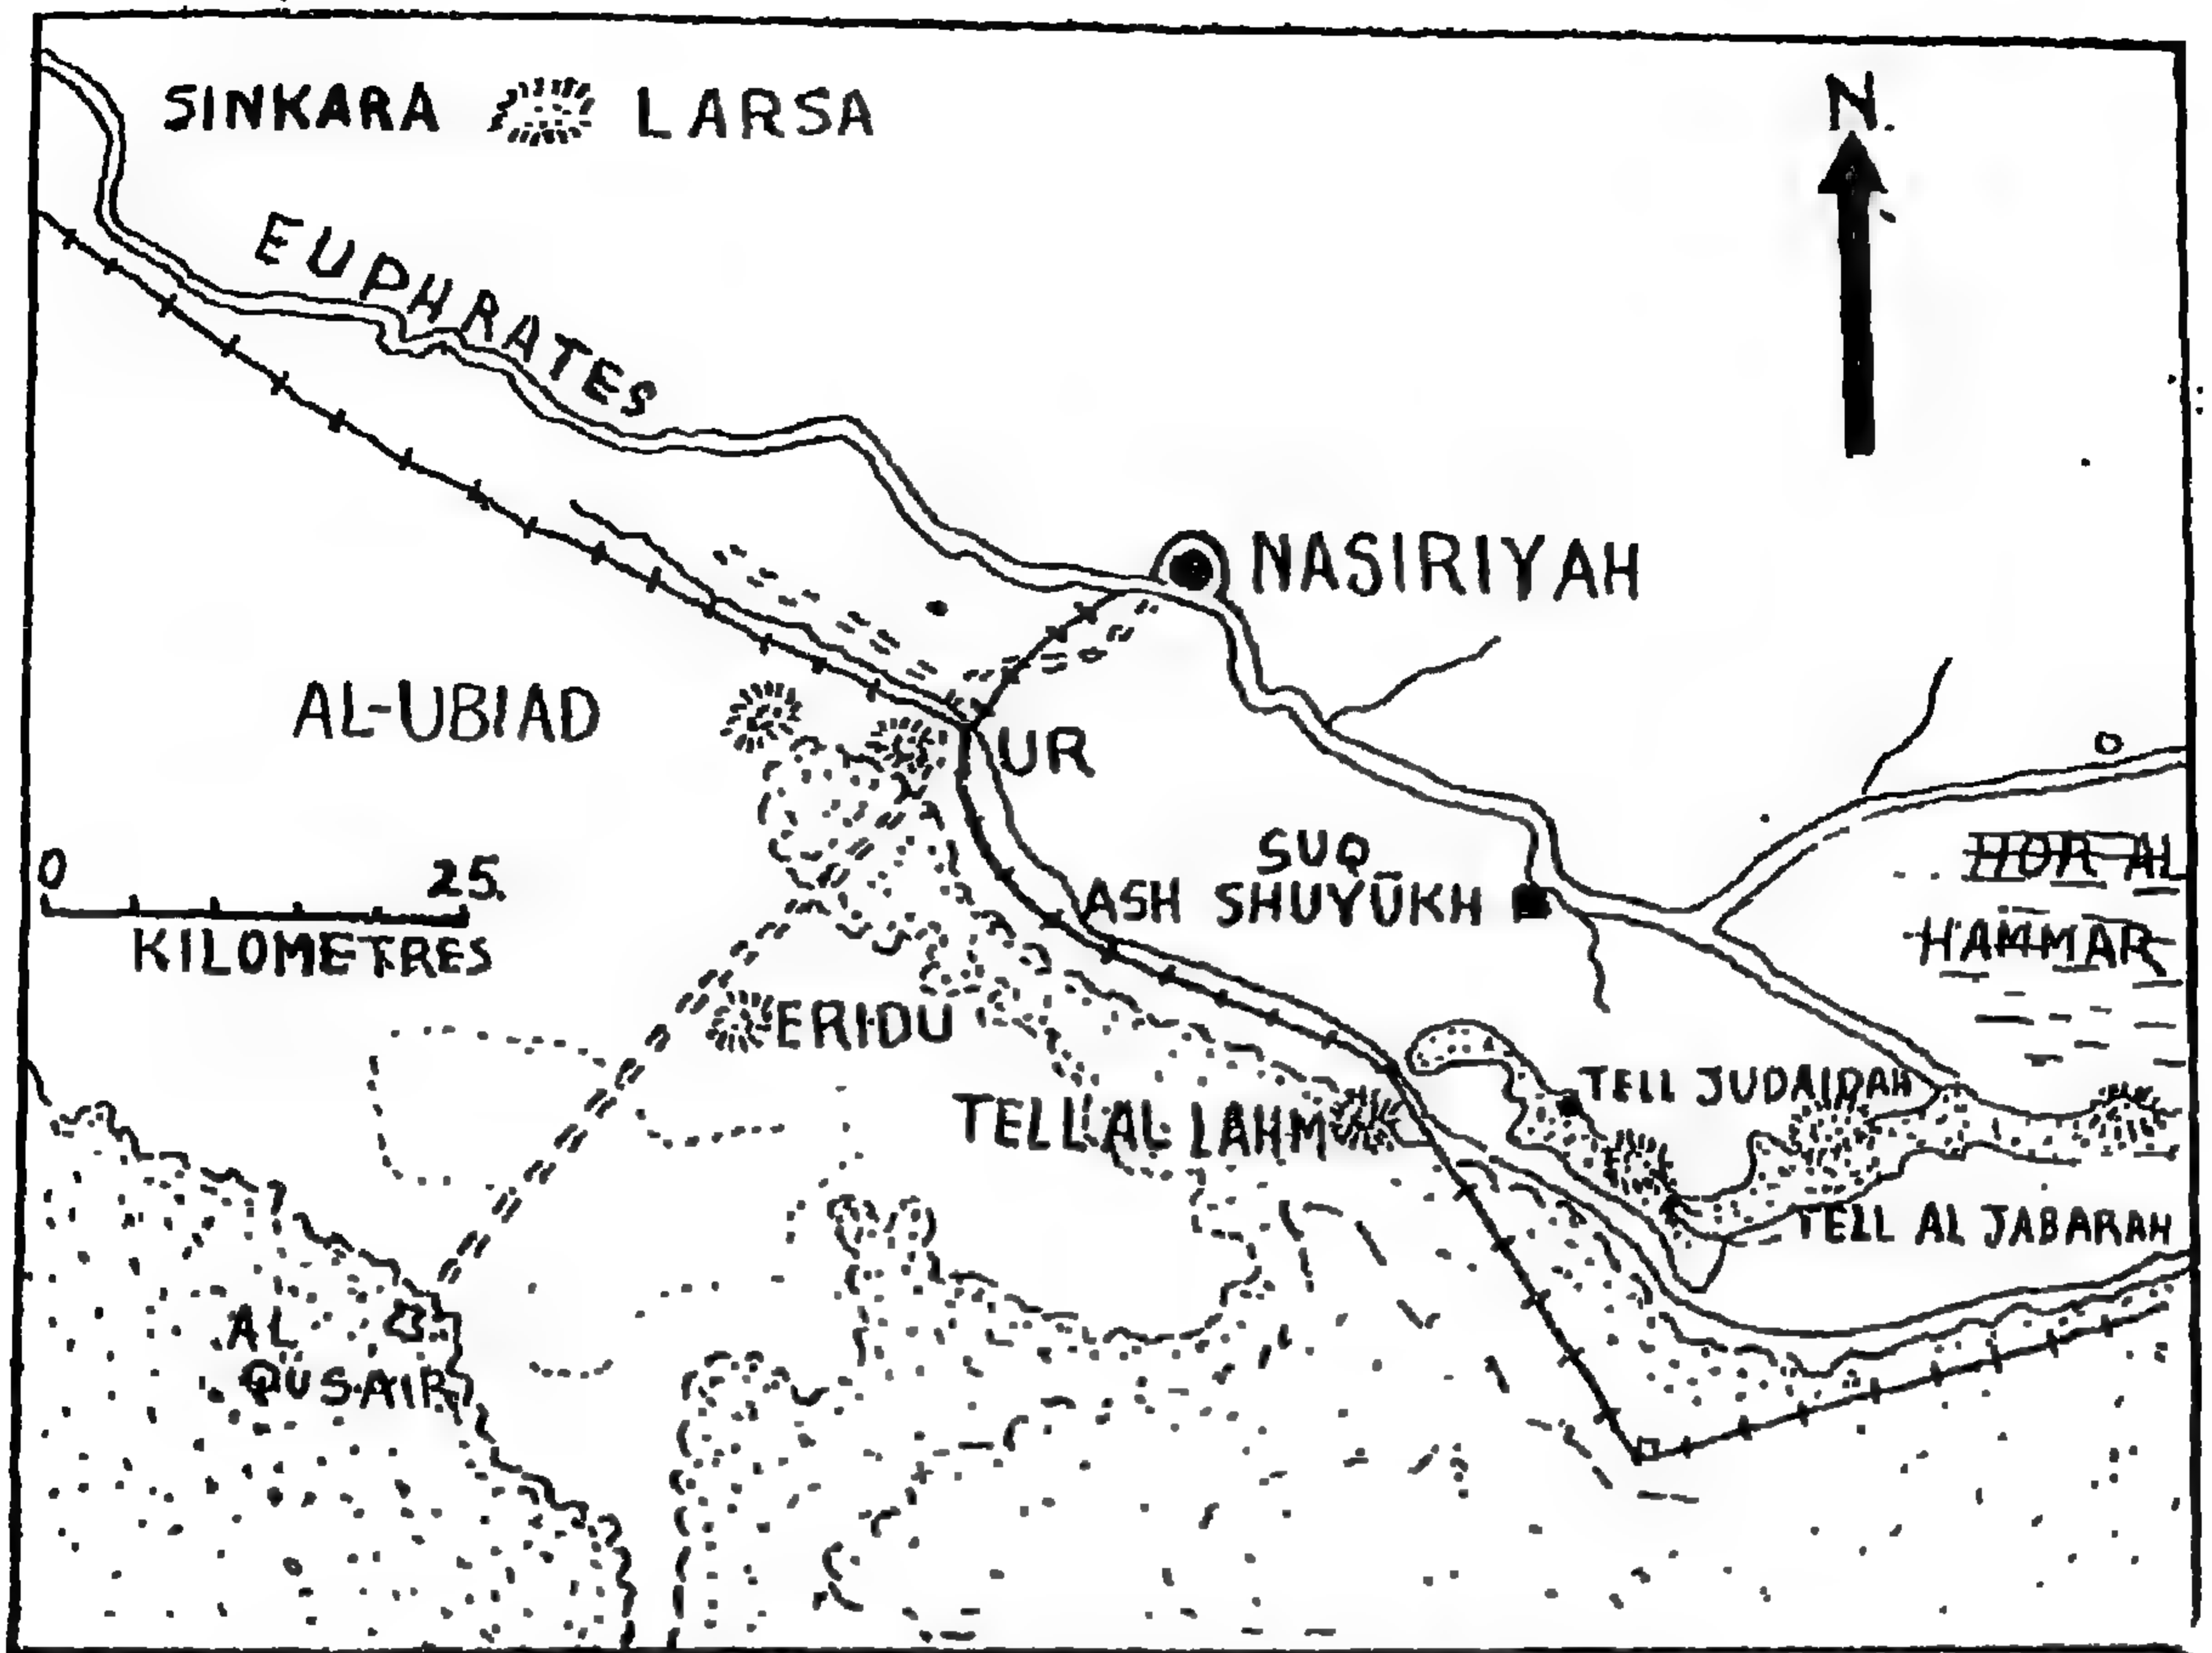 SINKARA LARSA
N.
EUPHRATES
NASIRIYAH
AL-UBIAD
UR
SUQ
ASH SHUYŪKH
HOR AL
HAMMAR
0 25.
KILOMETRES
ERIDU
TELL AL LAHM
TELL JUDAIDAH
TELL AL JABARAH
AL
QUSAIR